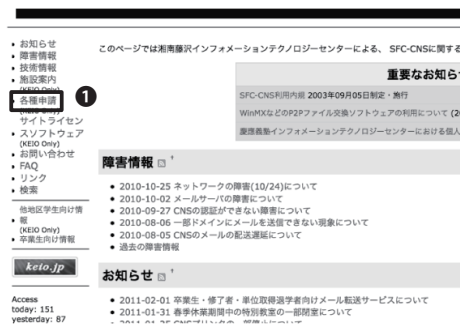 お知らせ
障害情報
技術情報
施設案内
(KEIO Only)
各種申請
❶
サイトライセン
スソフトウェア
(KEIO Only)
お問い合わせ
FAQ
リンク
検索
他地区学生向け情
報
(KEIO Only)
卒業生向け情報
keio.jp
Access
today: 151
yesterday: 87
このページでは湘南藤沢インフォメーションテクノロジーセンターによる、 SFC-CNSに関する
重要なお知ら
SFC-CNS利用内規 2003年09月05日制定・施行
WinMXなどのP2Pファイル交換ソフトウェアの利用について (2
慶應義塾インフォメーションテクノロジーセンターにおける個人
障害情報
2010-10-25 ネットワークの障害(10/24)について
2010-10-02 メールサーバの障害について
2010-09-27 CNSの認証ができない障害について
2010-08-06 一部ドメインにメールを送信できない現象について
2010-08-05 CNSのメールの配送遅延について
過去の障害情報
お知らせ
2011-02-01 卒業生・修了者・単位取得退学者向けメール転送サービスについて
2011-01-31 春季休業期間中の特別教室の一部閉室について